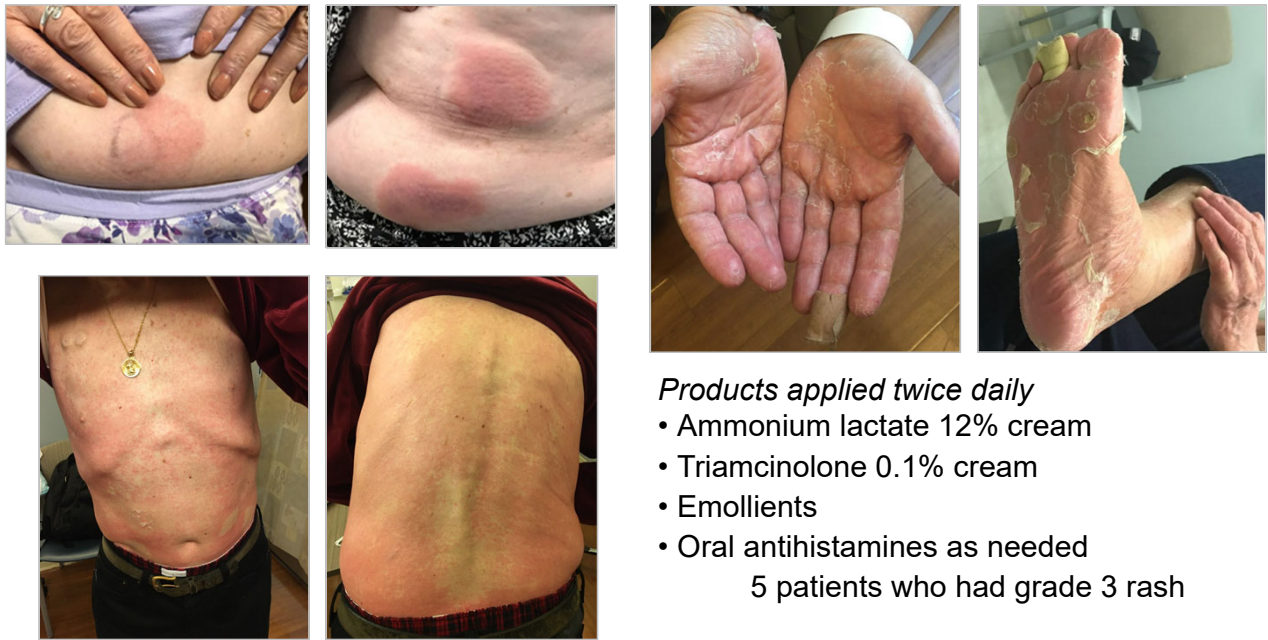 Products applied twice daily
• Ammonium lactate 12% cream
• Triamcinolone 0.1% cream
• Emollients
• Oral antihistamines as needed
5 patients who had grade 3 rash